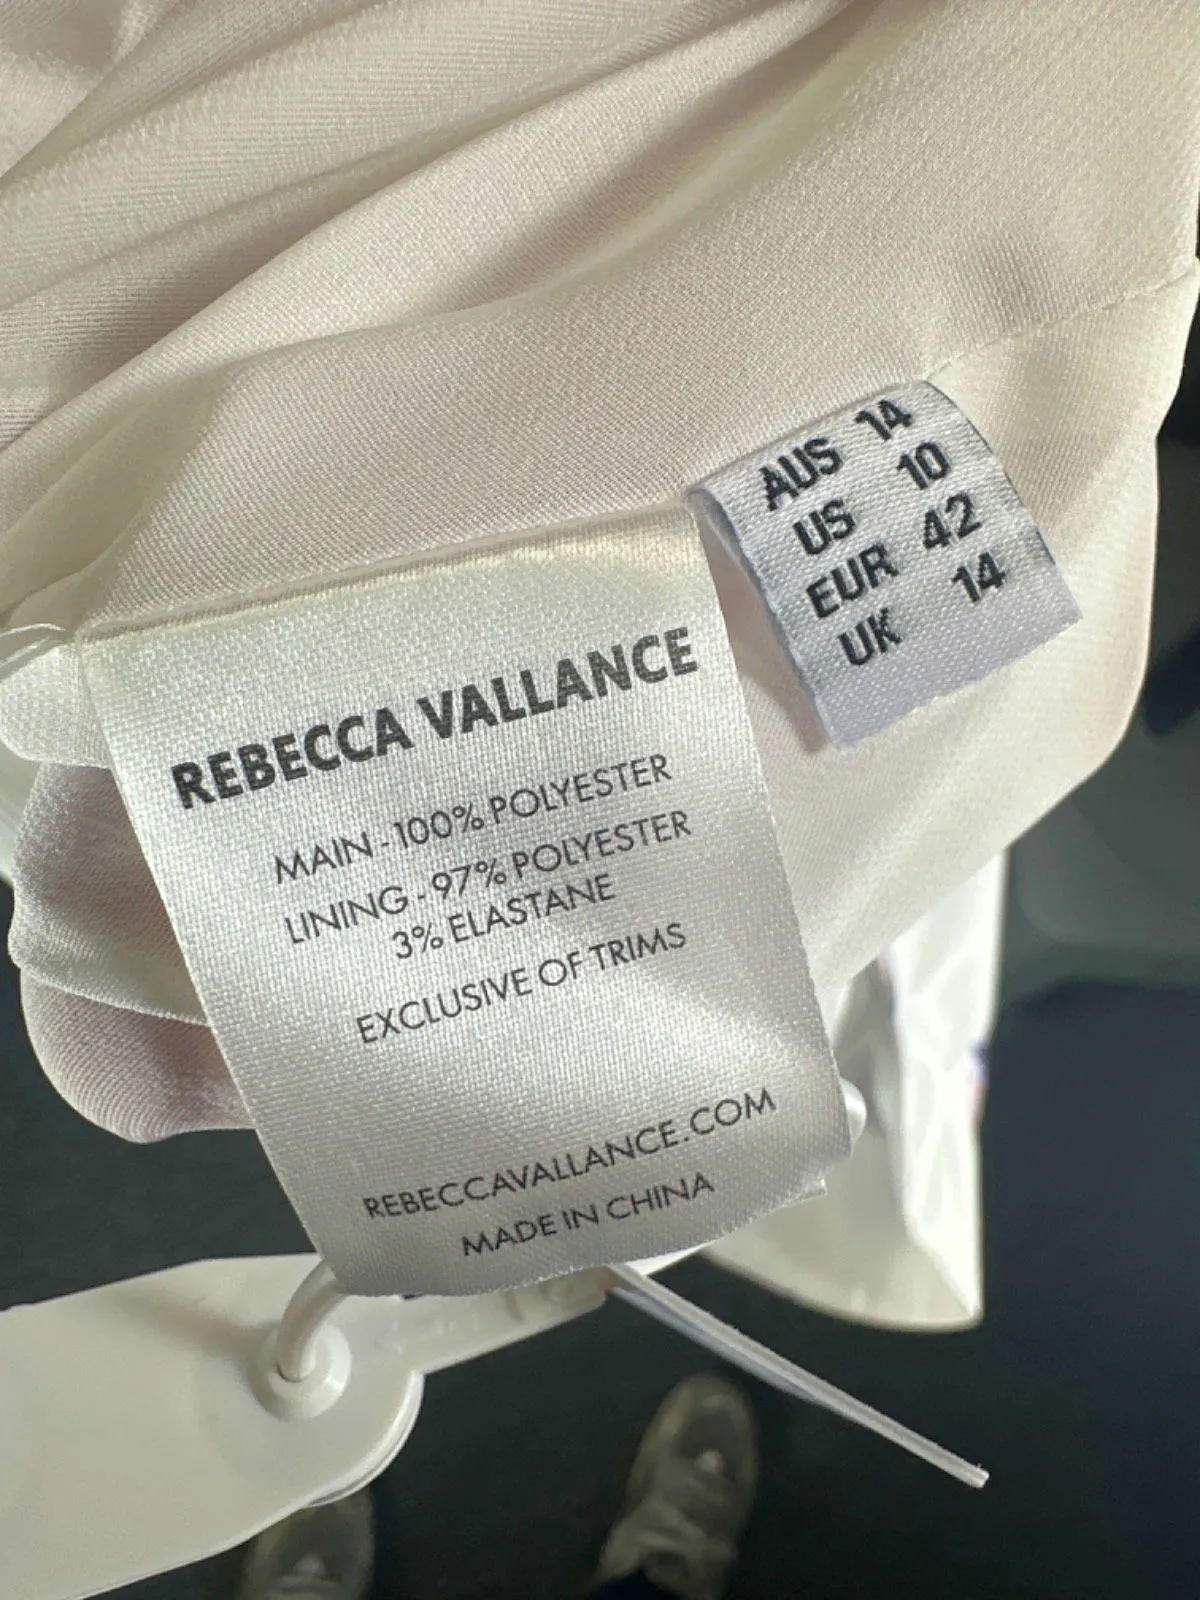 AUS 14
US 10
EUR 42
UK 14
REBECCA VALLANCE
MAIN - 100% POLYESTER
LINING - 97% POLYESTER
3% ELASTANE
EXCLUSIVE OF TRIMS
REBECCAVALLANCE.COM
MADE IN CHINA